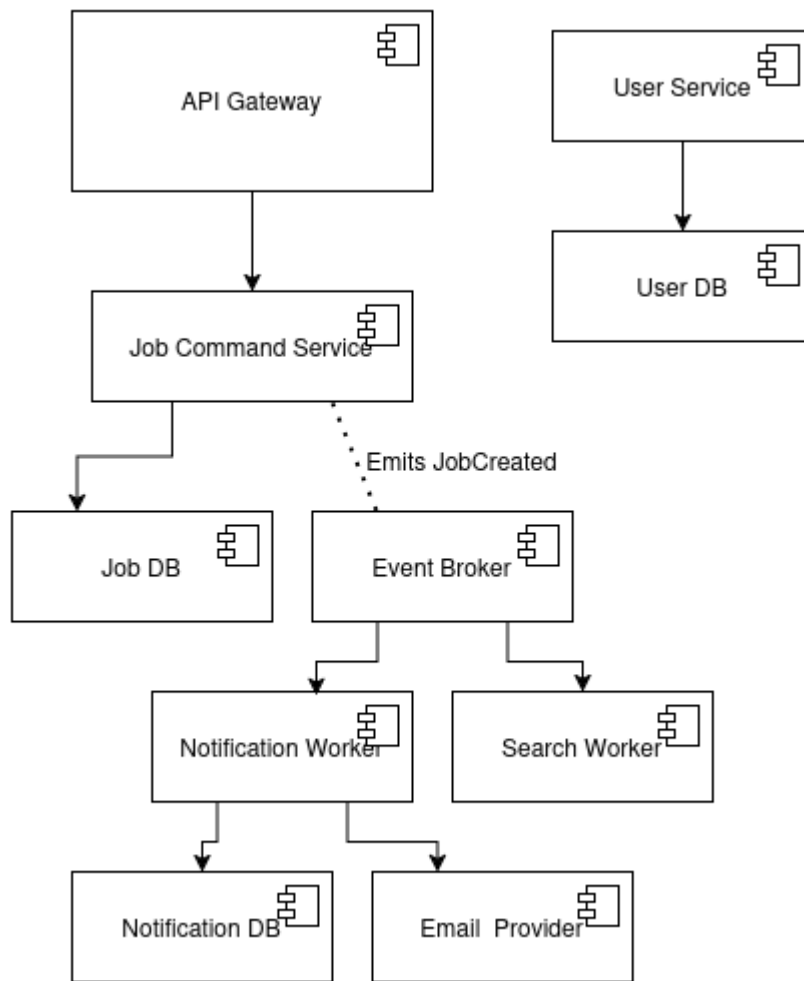 API Gateway
User Service
User DB
Job Command Service
Emits JobCreated
Job DB
Event Broker
Notification Worker
Search Worker
Notification DB
Email  Provider